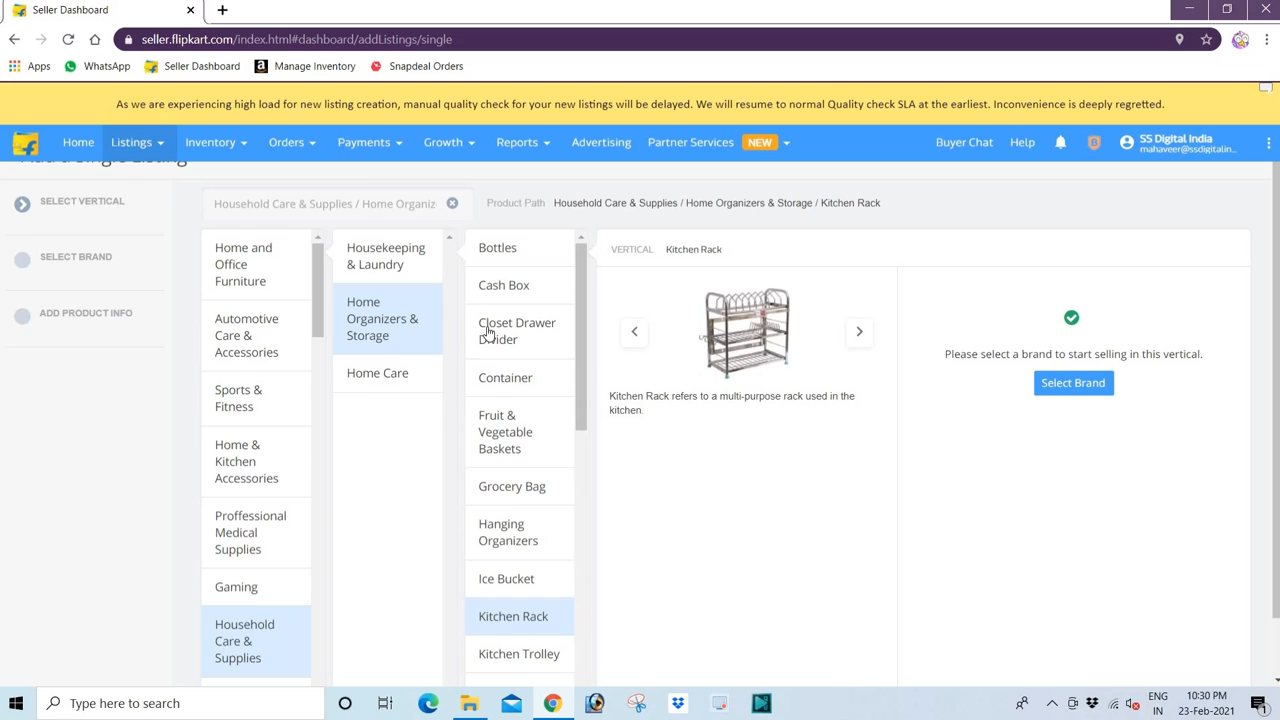 Seller Dashboard
seller.flipkart.com/index.html#dashboard/addListings/single
Apps WhatsApp Seller Dashboard Manage Inventory Snapdeal Orders
As we are experiencing high load for new listing creation, manual quality check for your new listings will be delayed. We will resume to normal Quality check SLA at the earliest. Inconvenience is deeply regretted.
Home Listings Inventory Orders Payments Growth Reports Advertising Partner Services NEW Buyer Chat Help SS Digital India
mahaveer@ssdigitalin...
Add a Single Listing
SELECT VERTICAL
SELECT BRAND
ADD PRODUCT INFO
Household Care & Supplies / Home Organiz
Product Path Household Care & Supplies / Home Organizers & Storage / Kitchen Rack
Home and
Office
Furniture
Automotive
Care &
Accessories
Sports &
Fitness
Home &
Kitchen
Accessories
Proffessional
Medical
Supplies
Gaming
Household
Care &
Supplies
Housekeeping
& Laundry
Home
Organizers &
Storage
Home Care
Bottles
Cash Box
Closet Drawer
Divider
Container
Fruit &
Vegetable
Baskets
Grocery Bag
Hanging
Organizers
Ice Bucket
Kitchen Rack
Kitchen Trolley
VERTICAL Kitchen Rack
Kitchen Rack refers to a multi-purpose rack used in the
kitchen.
Please select a brand to start selling in this vertical.
Select Brand
Type here to search
ENG
IN
10:30 PM
23-Feb-2021
1